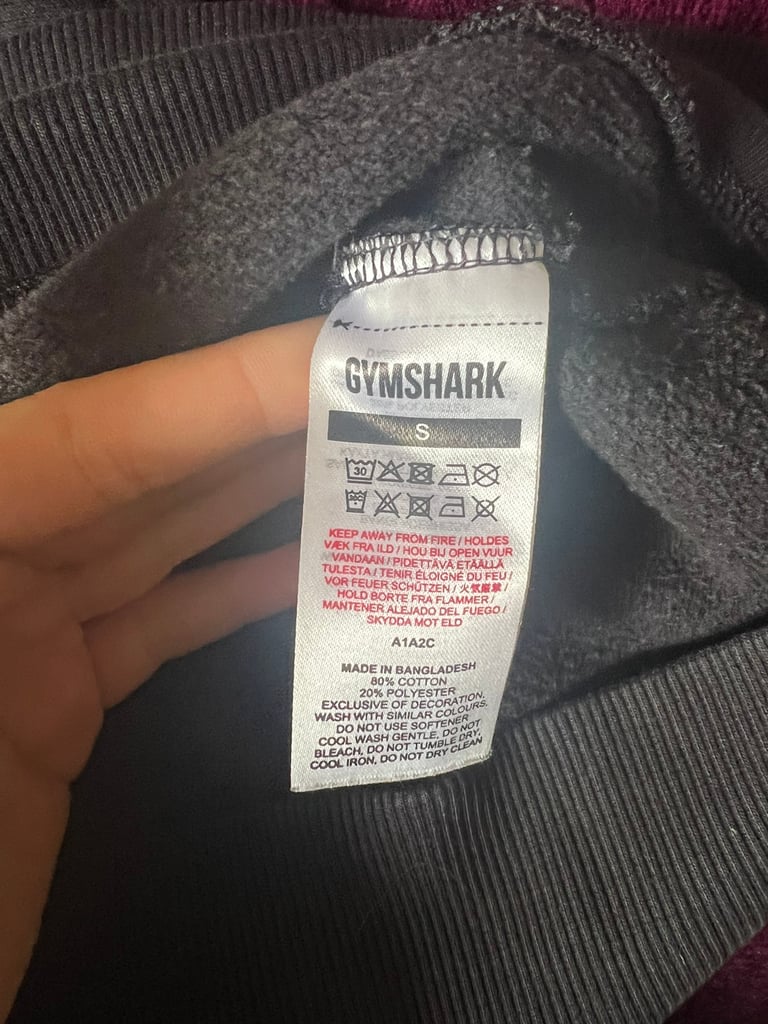 GYMSHARK
S
30
30
KEEP AWAY FROM FIRE / HOLDES
VÆK FRA ILD / HOU BIJ OPEN VUUR
VANDAAN / PIDETTÄVÄ ETÄÄLLÄ
TULESTA / TENIR ÉLOIGNÉ DU FEU /
VOR FEUER SCHÜTZEN / 火気厳禁 /
HOLD BORTE FRA FLAMMER /
MANTENER ALEJADO DEL FUEGO /
SKYDDA MOT ELD
A1A2C
MADE IN BANGLADESH
80% COTTON
20% POLYESTER
EXCLUSIVE OF DECORATION.
WASH WITH SIMILAR COLOURS.
DO NOT USE SOFTENER
COOL WASH GENTLE, DO NOT
BLEACH, DO NOT TUMBLE DRY,
COOL IRON, DO NOT DRY CLEAN